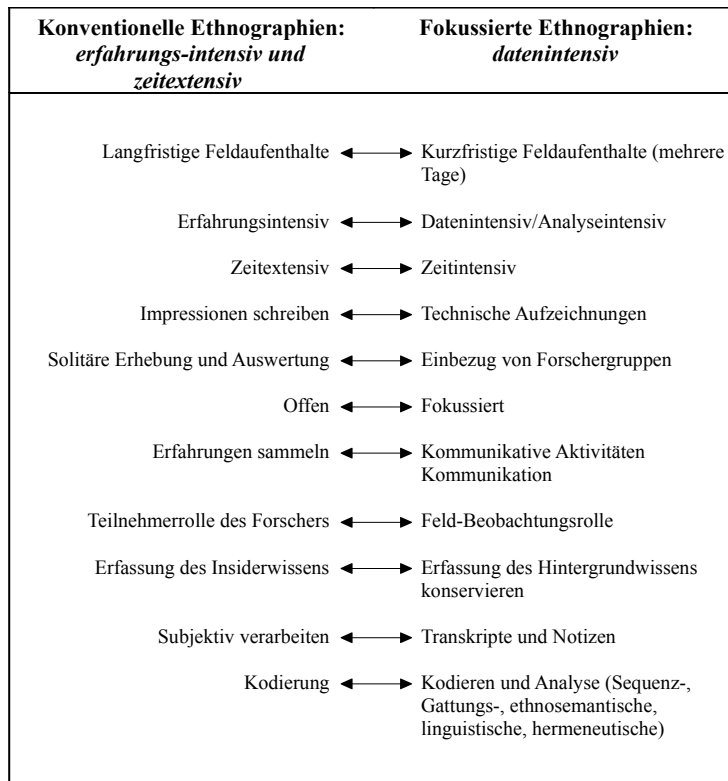 Konventionelle Ethnographien:
erfahrungs-intensiv und
zeitextensiv
Fokussierte Ethnographien:
datenintensiv
Langfristige Feldaufenthalte
Kurzfristige Feldaufenthalte (mehrere
Tage)
Erfahrungsintensiv
Datenintensiv/Analyseintensiv
Zeitextensiv
Zeitintensiv
Impressionen schreiben
Technische Aufzeichnungen
Solitäre Erhebung und Auswertung
Einbezug von Forschergruppen
Offen
Fokussiert
Erfahrungen sammeln
Kommunikative Aktivitäten
Kommunikation
Teilnehmerrolle des Forschers
Feld-Beobachtungsrolle
Erfassung des Insiderwissens
Erfassung des Hintergrundwissens
konservieren
Subjektiv verarbeiten
Transkripte und Notizen
Kodierung
Kodieren und Analyse (Sequenz-,
Gattungs-, ethnosemantische,
linguistische, hermeneutische)